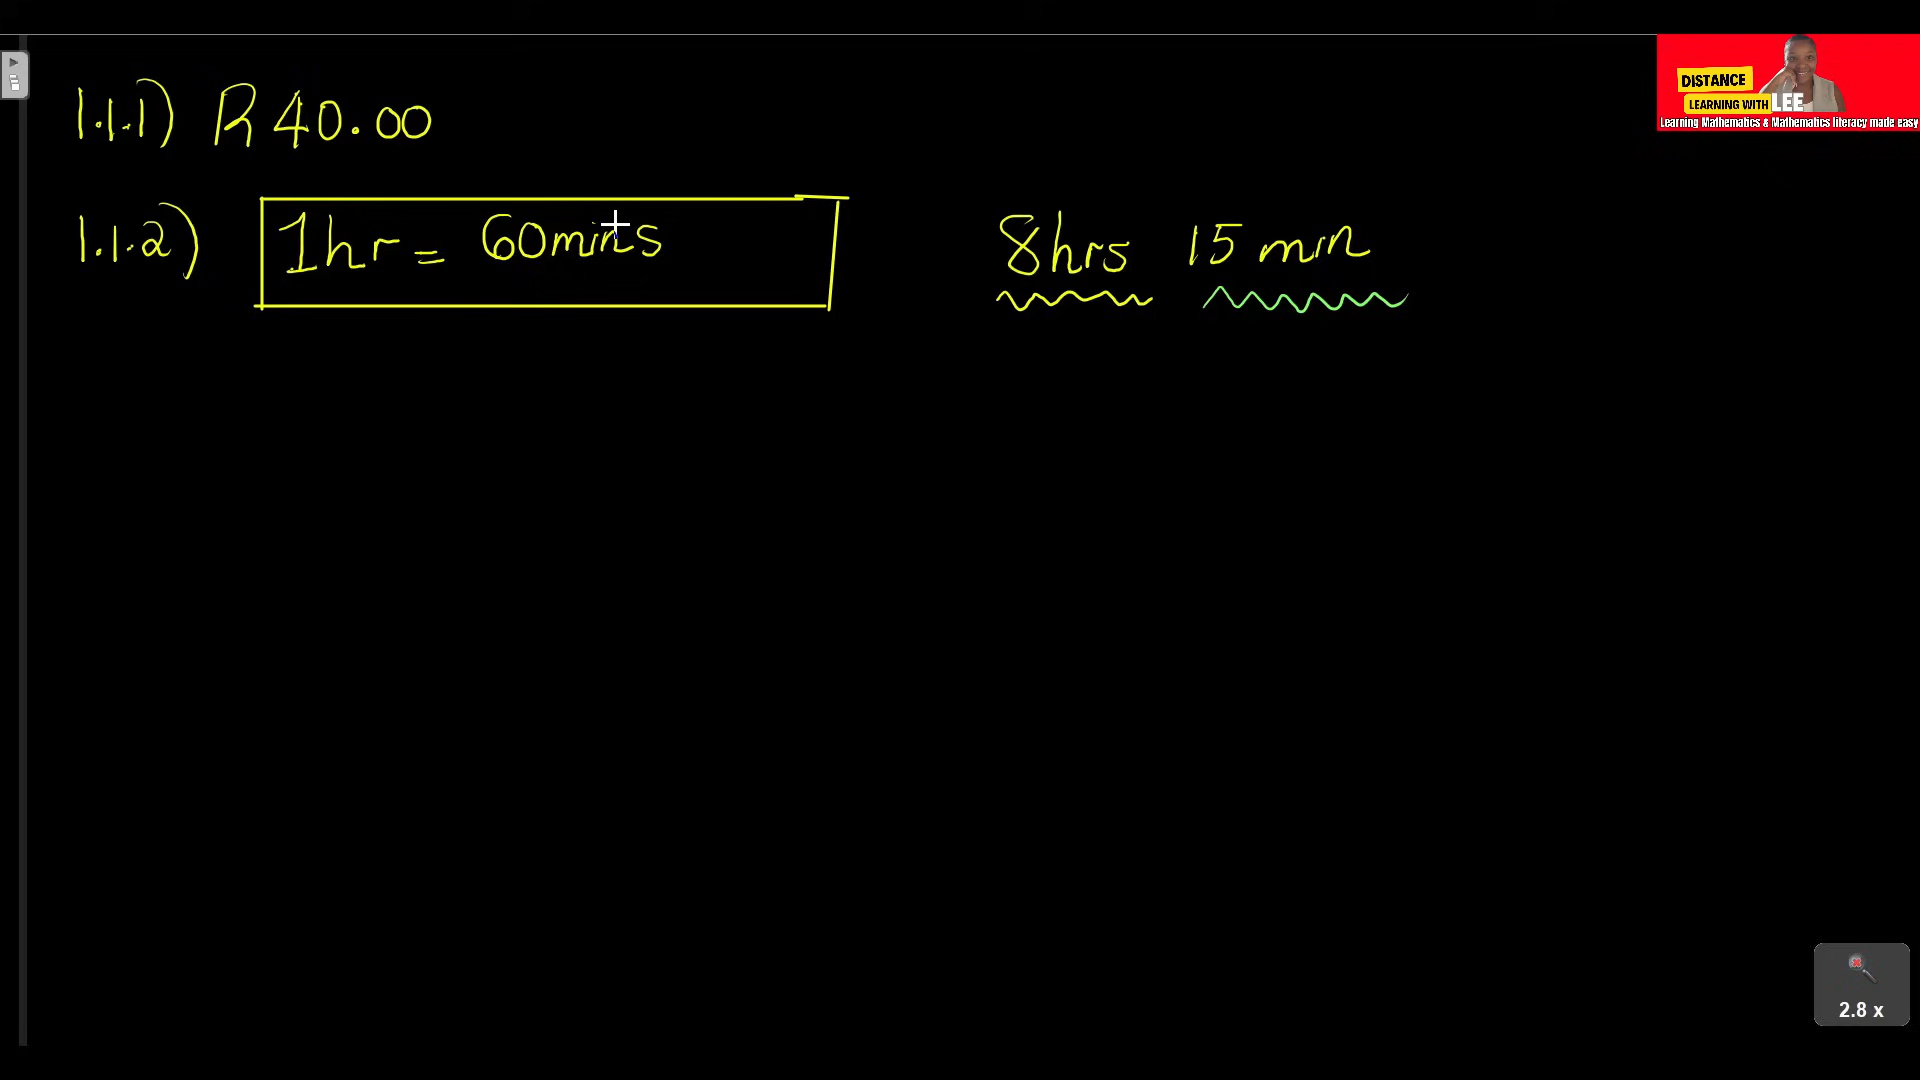 1.1.1) R 40.00
DISTANCE
LEARNING WITH LEE
Learning Mathematics & Mathematics literacy made easy
1.1.2) 1hr = 60mins 8hrs 15 min
2.8 x